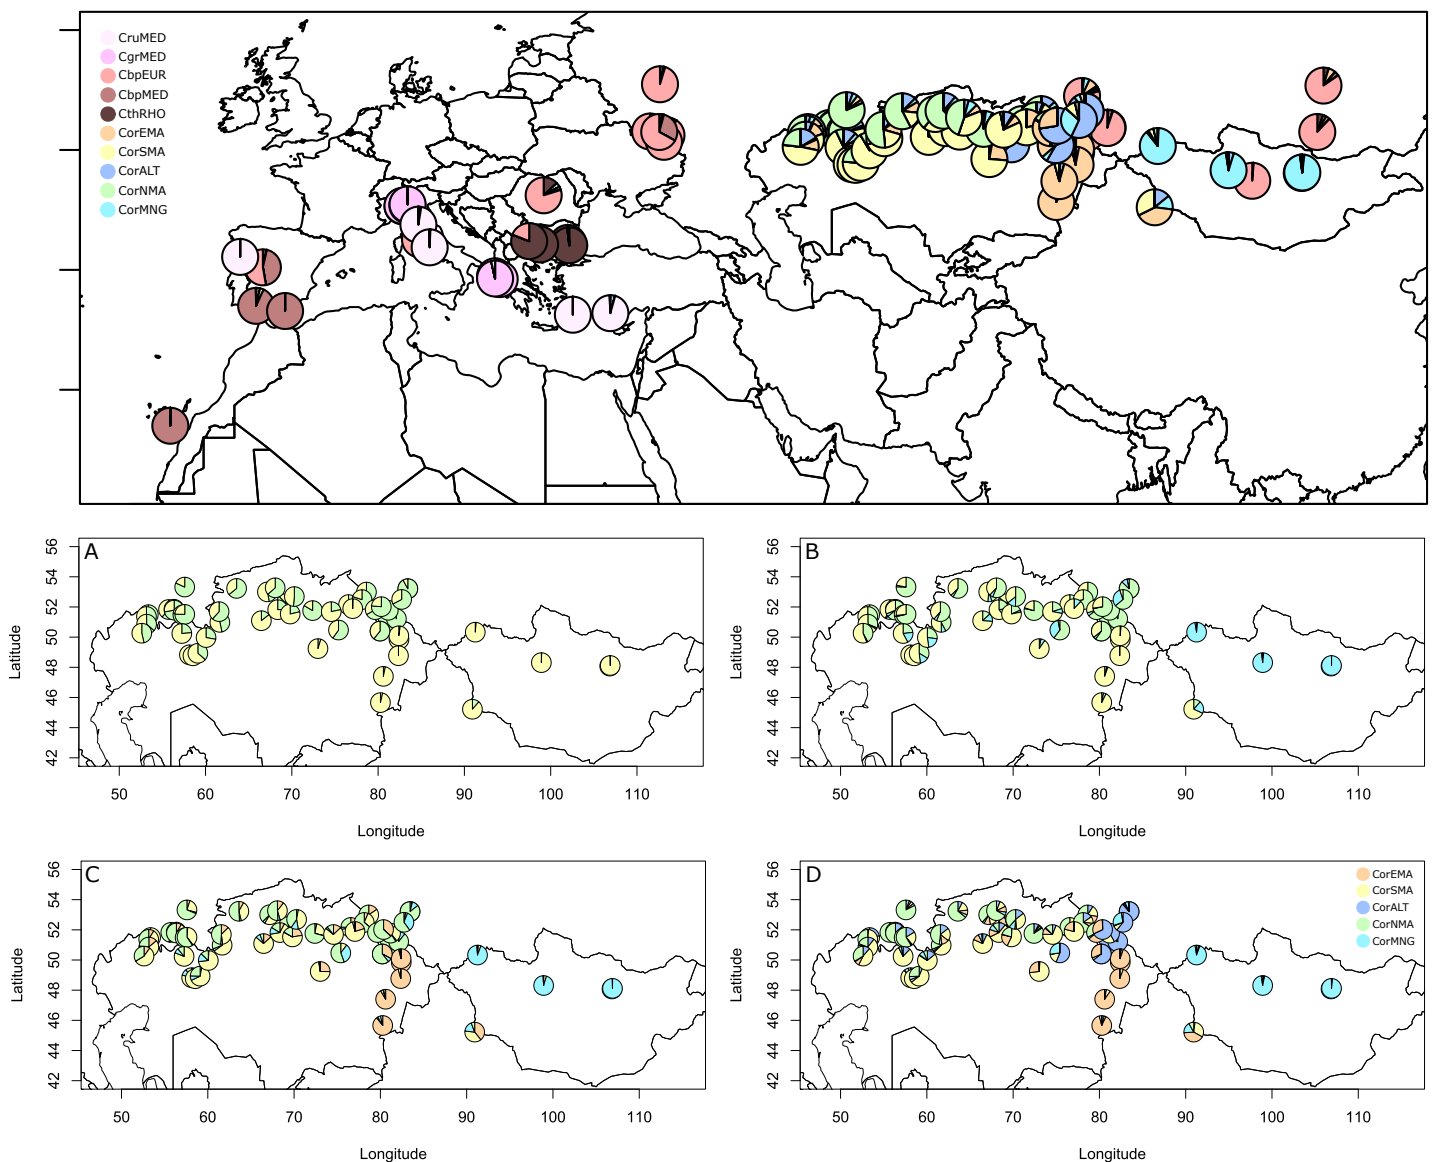 CruMED
CgrMED
CbpEUR
CbpMED
CthRHO
CorEMA
CorSMA
CorALT
CorNMA
CorMNG
A
56
54
52
50
48
46
44
42
Latitude
50 60 70 80 90 100 110
Longitude
B
56
54
52
50
48
46
44
42
Latitude
50 60 70 80 90 100 110
Longitude
C
56
54
52
50
48
46
44
42
Latitude
50 60 70 80 90 100 110
Longitude
D
CorEMA
CorSMA
CorALT
CorNMA
CorMNG
56
54
52
50
48
46
44
42
Latitude
50 60 70 80 90 100 110
Longitude